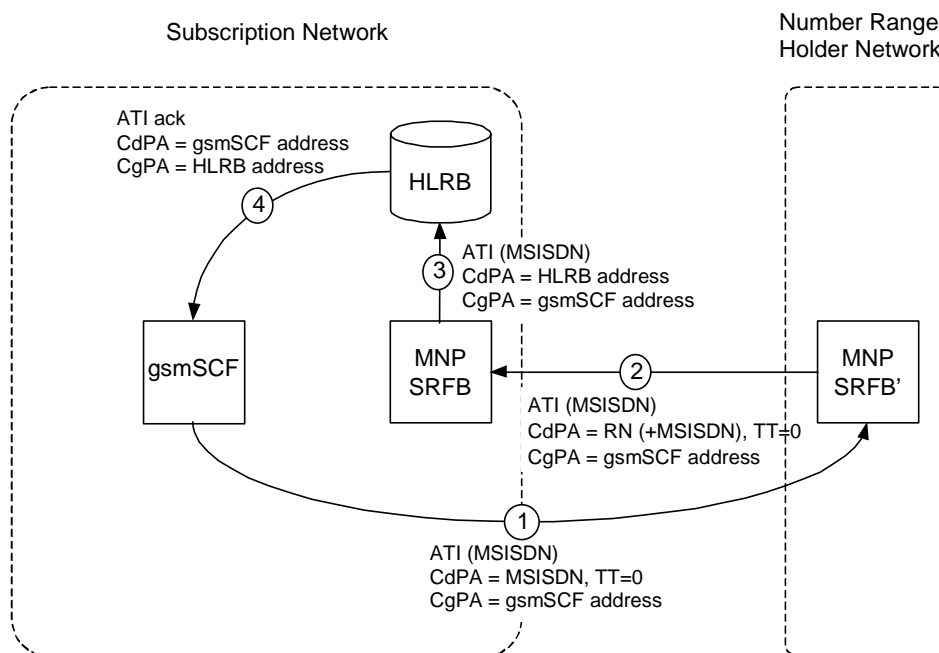 Subscription Network
Number Range
Holder Network
ATI ack
CdPA = gsmSCF address
CgPA = HLRB address
HLRB
4
ATI (MSISDN)
CdPA = HLRB address
CgPA = gsmSCF address
3
gsmSCF
MNP
SRFB
2
MNP
SRFB'
ATI (MSISDN)
CdPA = RN (+MSISDN), TT=0
CgPA = gsmSCF address
1
ATI (MSISDN)
CdPA = MSISDN, TT=0
CgPA = gsmSCF address